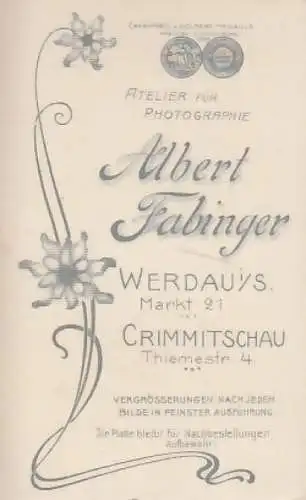 ATELIER FÜR
PHOTOGRAPHIE
Albert
Fabinger
WERDAU i/S.
Markt 21
CRIMMITSCHAU
Thiemestr. 4.
VERGRÖSSERUNGEN NACH JEDEM
BILDE IN FEINSTER AUSFÜHRUNG
Die Platte bleibt für Nachbestellungen
aufbewahrt